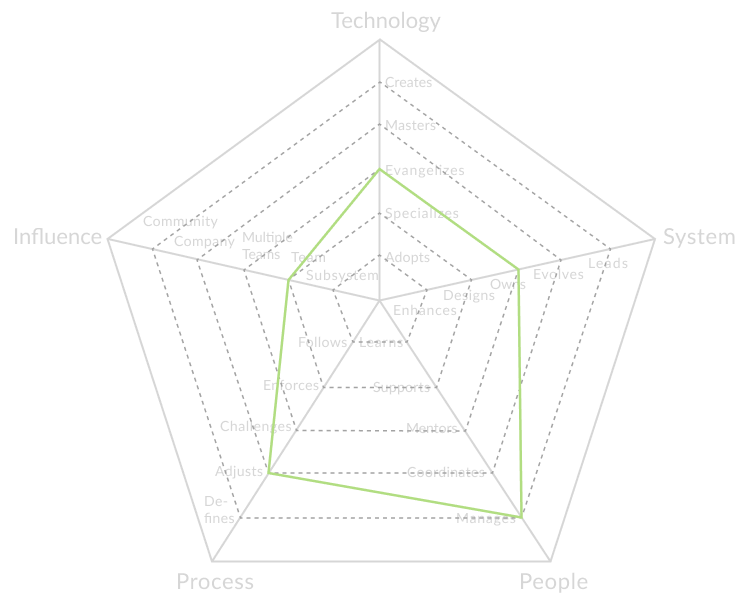 Technology
Creates
Masters
Evangelizes
Specializes
Adopts
Influence
Community
Company
Multiple
Teams
Team
Subsystem
System
Leads
Evolves
Owns
Designs
Enhances
Follows
Learns
Enforces
Supports
Challenges
Mentors
Adjusts
Coordinates
De-
fines
Manages
Process
People